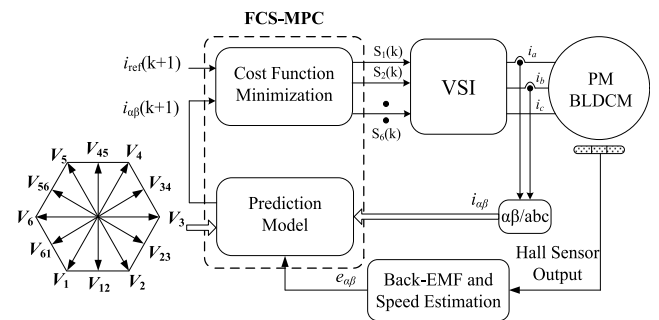 FCS-MPC
i_ref(k+1)
i_αβ(k+1)
Cost Function
Minimization
S₁(k)
S₂(k)
S₆(k)
VSI
i_a
i_b
i_c
PM
BLDCM
V₅
V₄₅
V₄
V₅₆
V₃₄
V₆
V₃
V₆₁
V₂₃
V₁
V₁₂
V₂
Prediction
Model
i_αβ
αβ/abc
Hall Sensor
Output
e_αβ
Back-EMF and
Speed Estimation